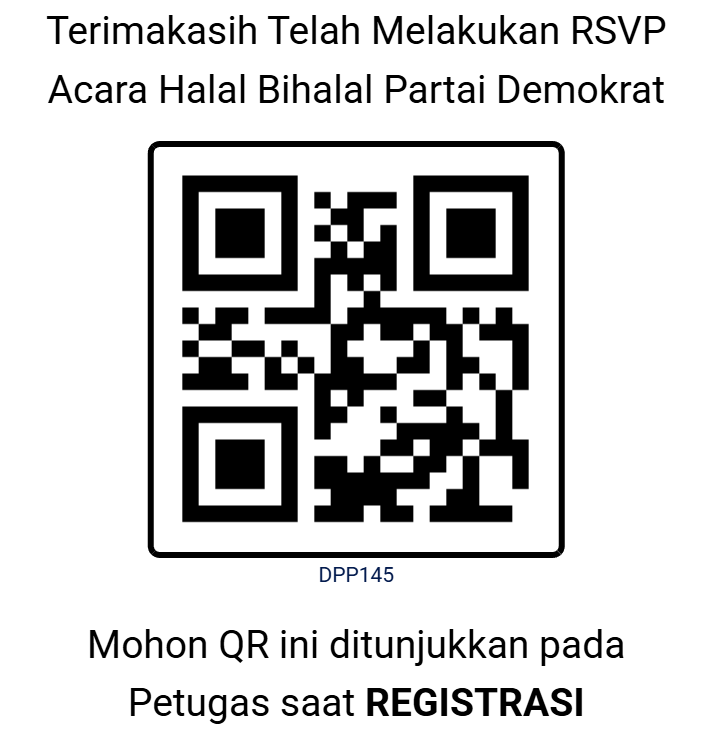 Terimakasih Telah Melakukan RSVP
Acara Halal Bihalal Partai Demokrat
DPP145
Mohon QR ini ditunjukkan pada
Petugas saat REGISTRASI